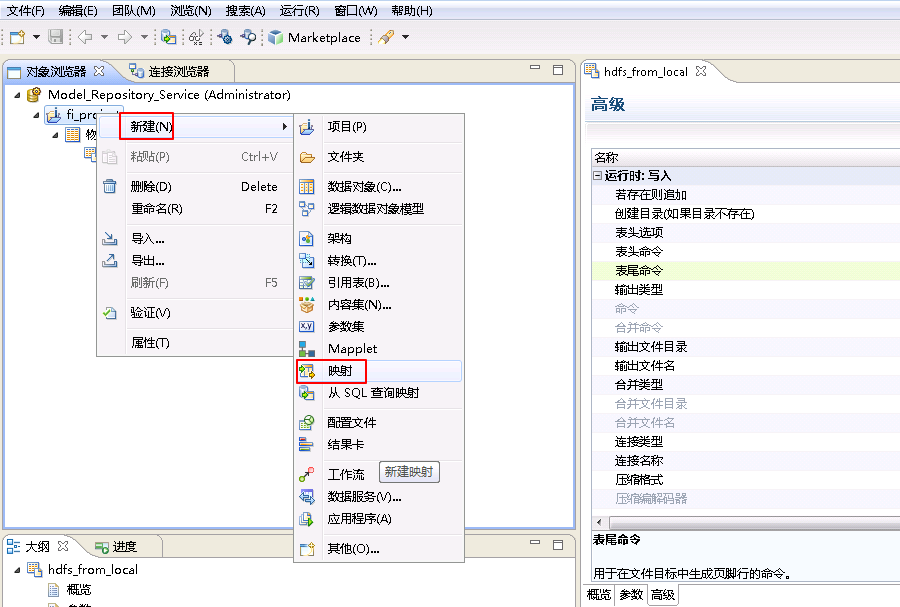 文件(F) 编辑(E) 团队(M) 浏览(N) 搜索(A) 运行(R) 窗口(W) 帮助(H)
Marketplace
对象浏览器 连接浏览器
Model_Repository_Service (Administrator)
新建(N)
粘贴(P) Ctrl+V
删除(D) Delete
重命名(R) F2
导入...
导出...
刷新(F) F5
验证(V)
属性(T)
项目(P)
文件夹
数据对象(C)...
逻辑数据对象模型
架构
转换(T)...
引用表(B)...
内容集(N)...
参数集
Mapplet
映射
从 SQL 查询映射
配置文件
结果卡
工作流
新建映射
数据服务(V)...
应用程序(A)
其他(O)...
大纲 进度
hdfs_from_local
概览
hdfs_from_local
高级
名称
运行时: 写入
若存在则追加
创建目录(如果目录不存在)
表头选项
表头命令
表尾命令
输出类型
命令
合并命令
输出文件目录
输出文件名
合并类型
合并文件目录
合并文件名
连接类型
连接名称
压缩格式
压缩编解码器
表尾命令
用于在文件目标中生成页脚行的命令。
概览 参数 高级